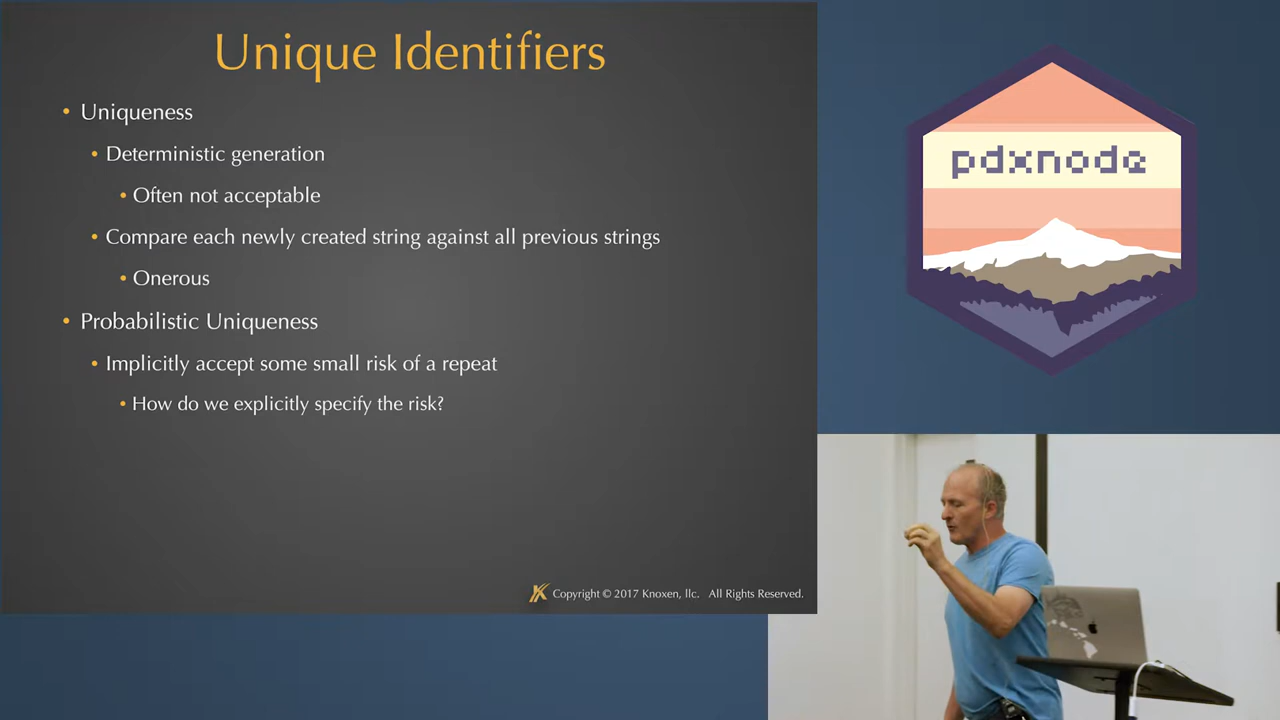 Unique Identifiers
• Uniqueness
• Deterministic generation
• Often not acceptable
• Compare each newly created string against all previous strings
• Onerous
• Probabilistic Uniqueness
• Implicitly accept some small risk of a repeat
• How do we explicitly specify the risk?
Copyright © 2017 Knoxen, llc. All Rights Reserved.
pdxnode